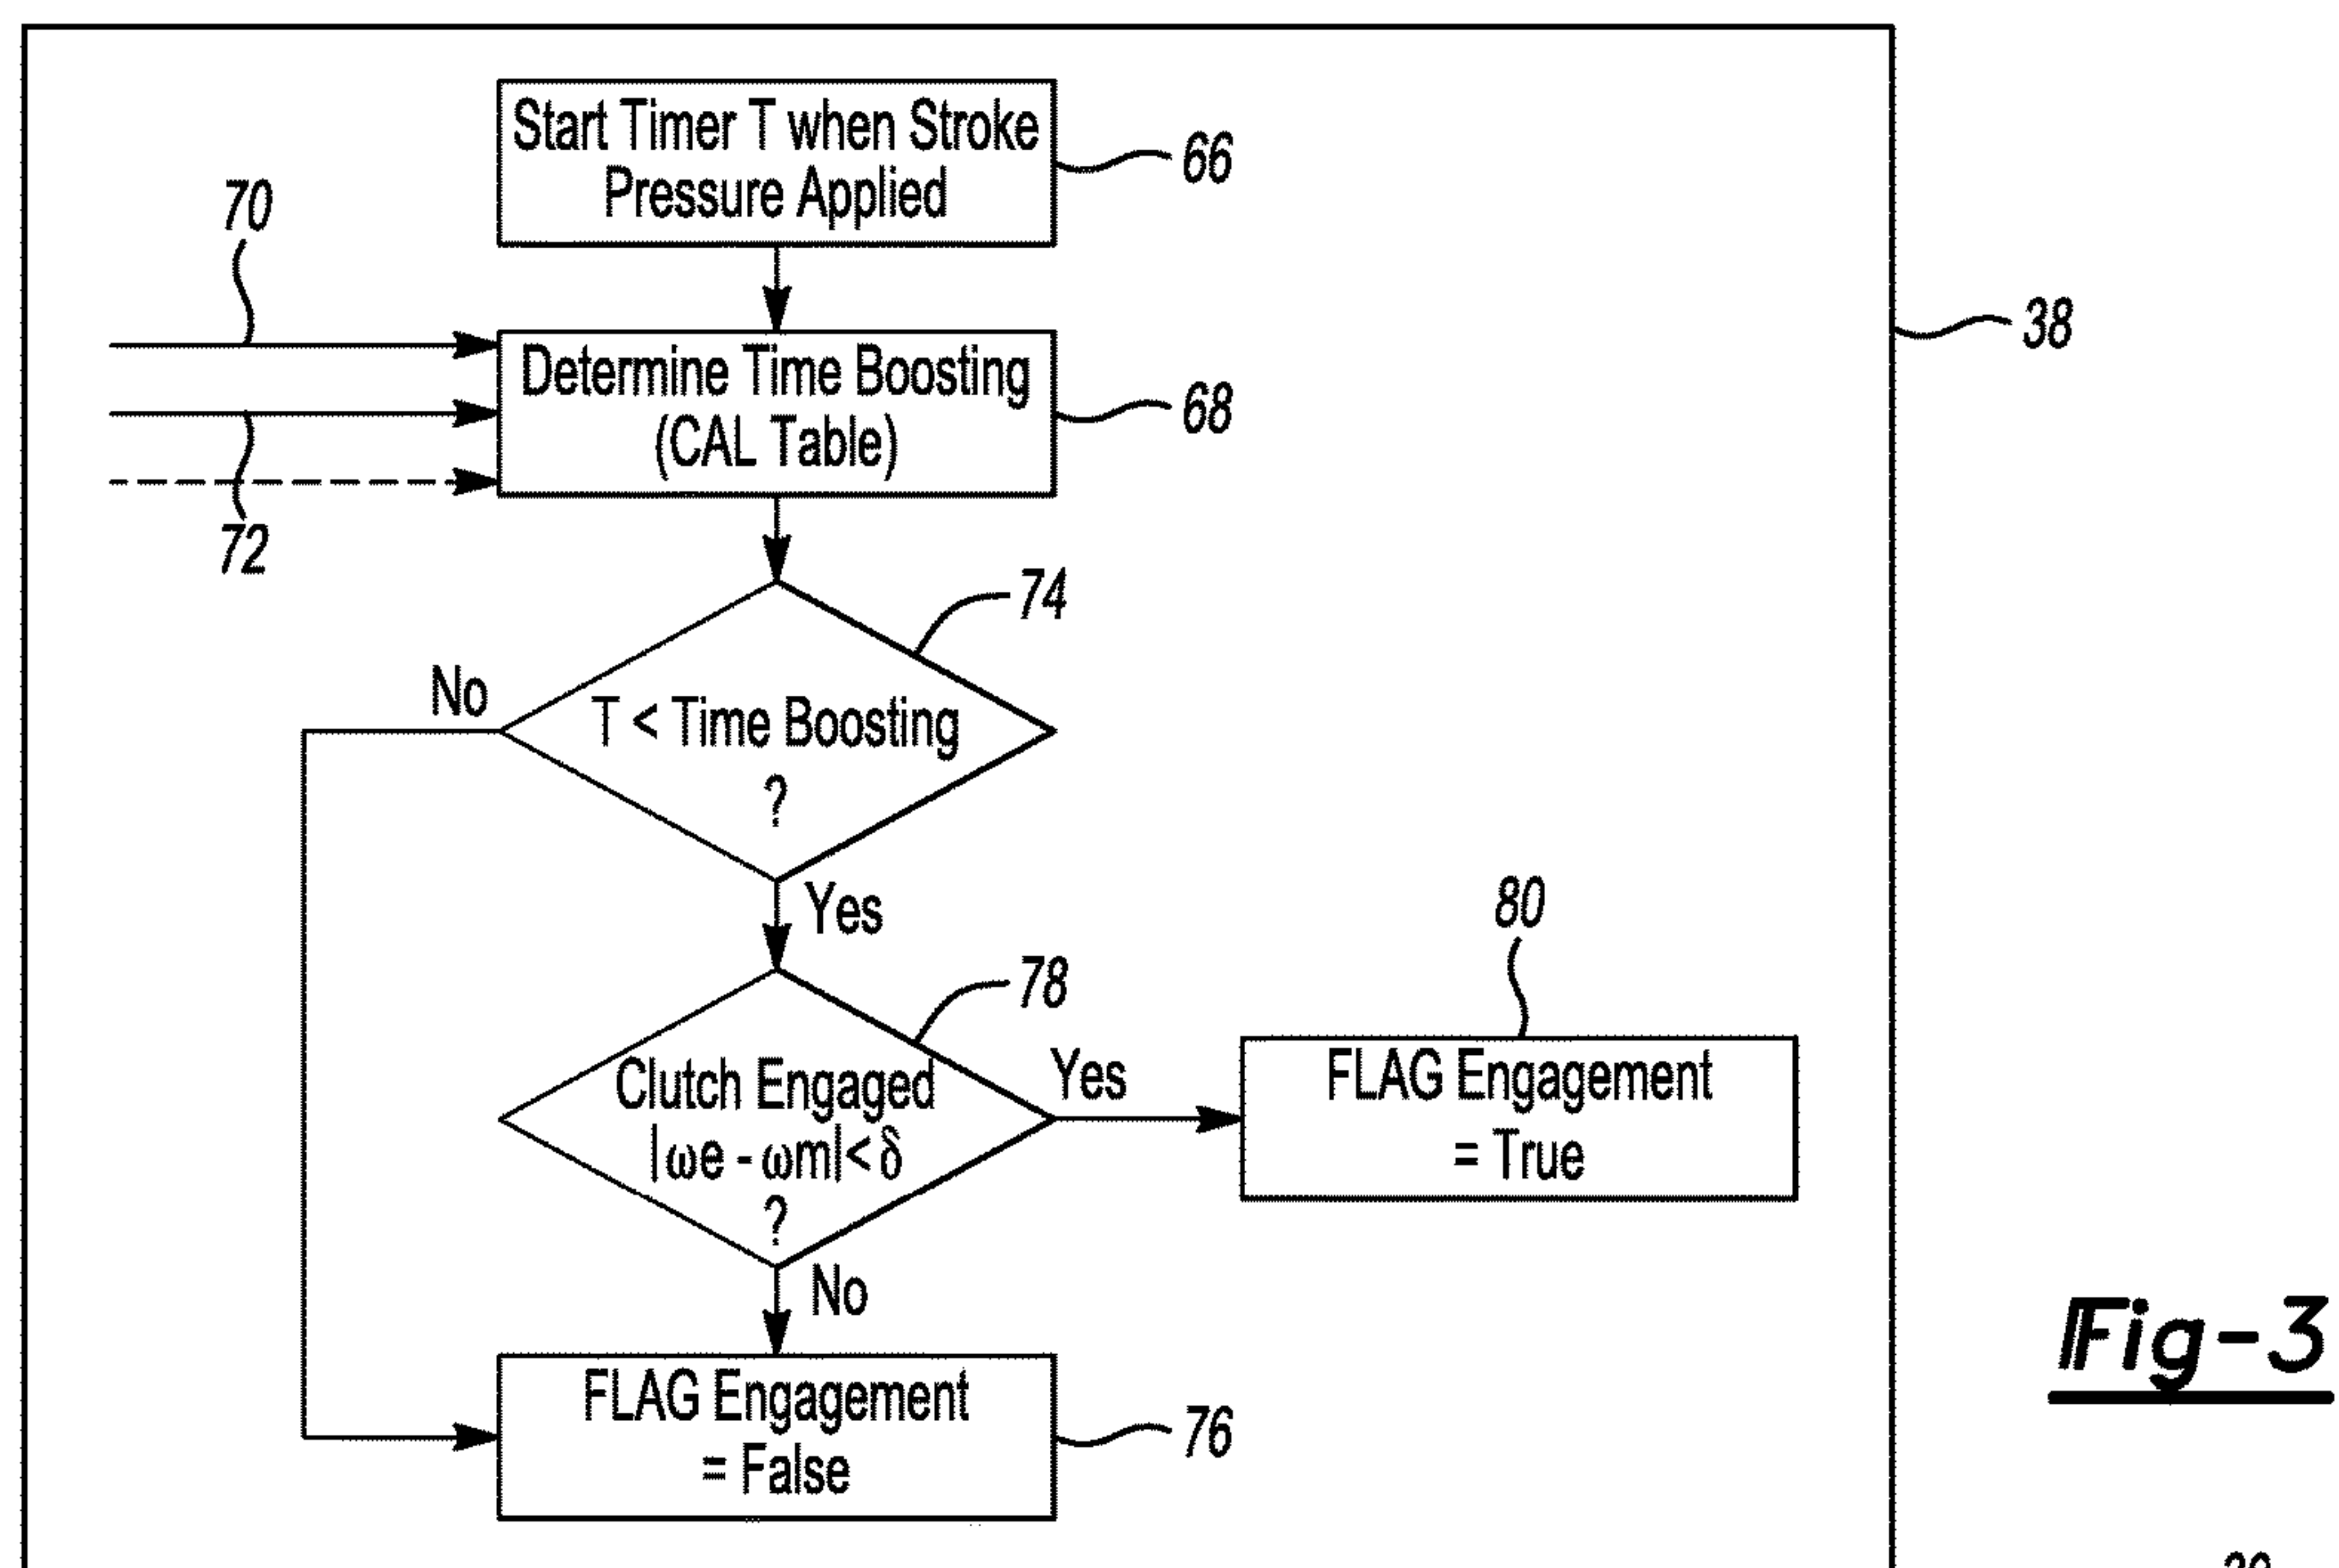 Start Timer T when Stroke
Pressure Applied
66
70
38
Determine Time Boosting
(CAL Table)
68
72
74
No
T < Time Boosting
?
Yes
80
78
Clutch Engaged
|ωe - ωm|< δ
?
Yes
FLAG Engagement
= True
No
Fig-3
FLAG Engagement
= False
76